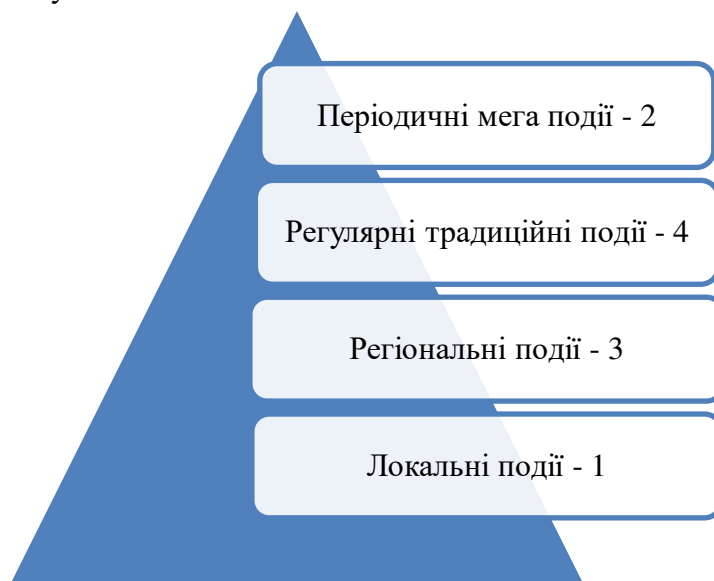 Періодичні мега події - 2
Регулярні традиційні події - 4
Регіональні події - 3
Локальні події - 1